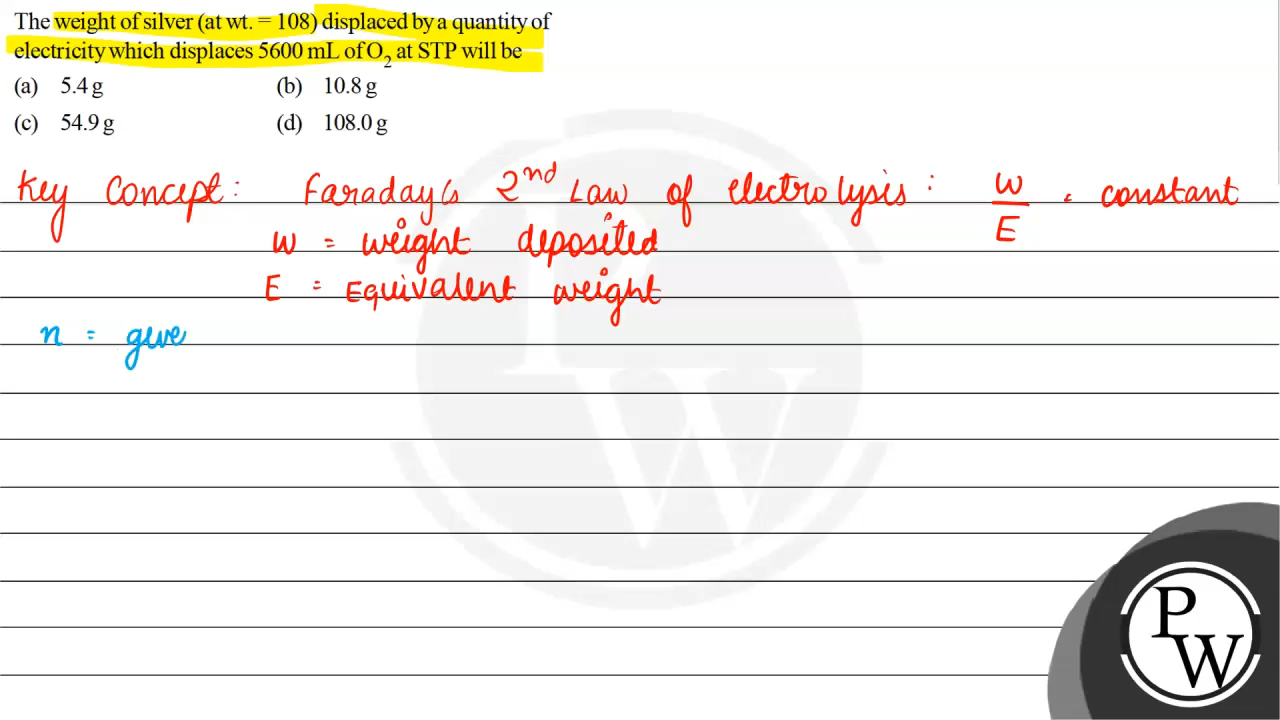 The weight of silver (at wt. = 108) displaced by a quantity of
electricity which displaces 5600 mL of O2 at STP will be
(a) 5.4 g (b) 10.8 g
(c) 54.9 g (d) 108.0 g
Key Concept: Faraday's 2nd Law of electrolysis: W/E = constant
W = weight deposited
E = Equivalent weight
n = give
PW
PW